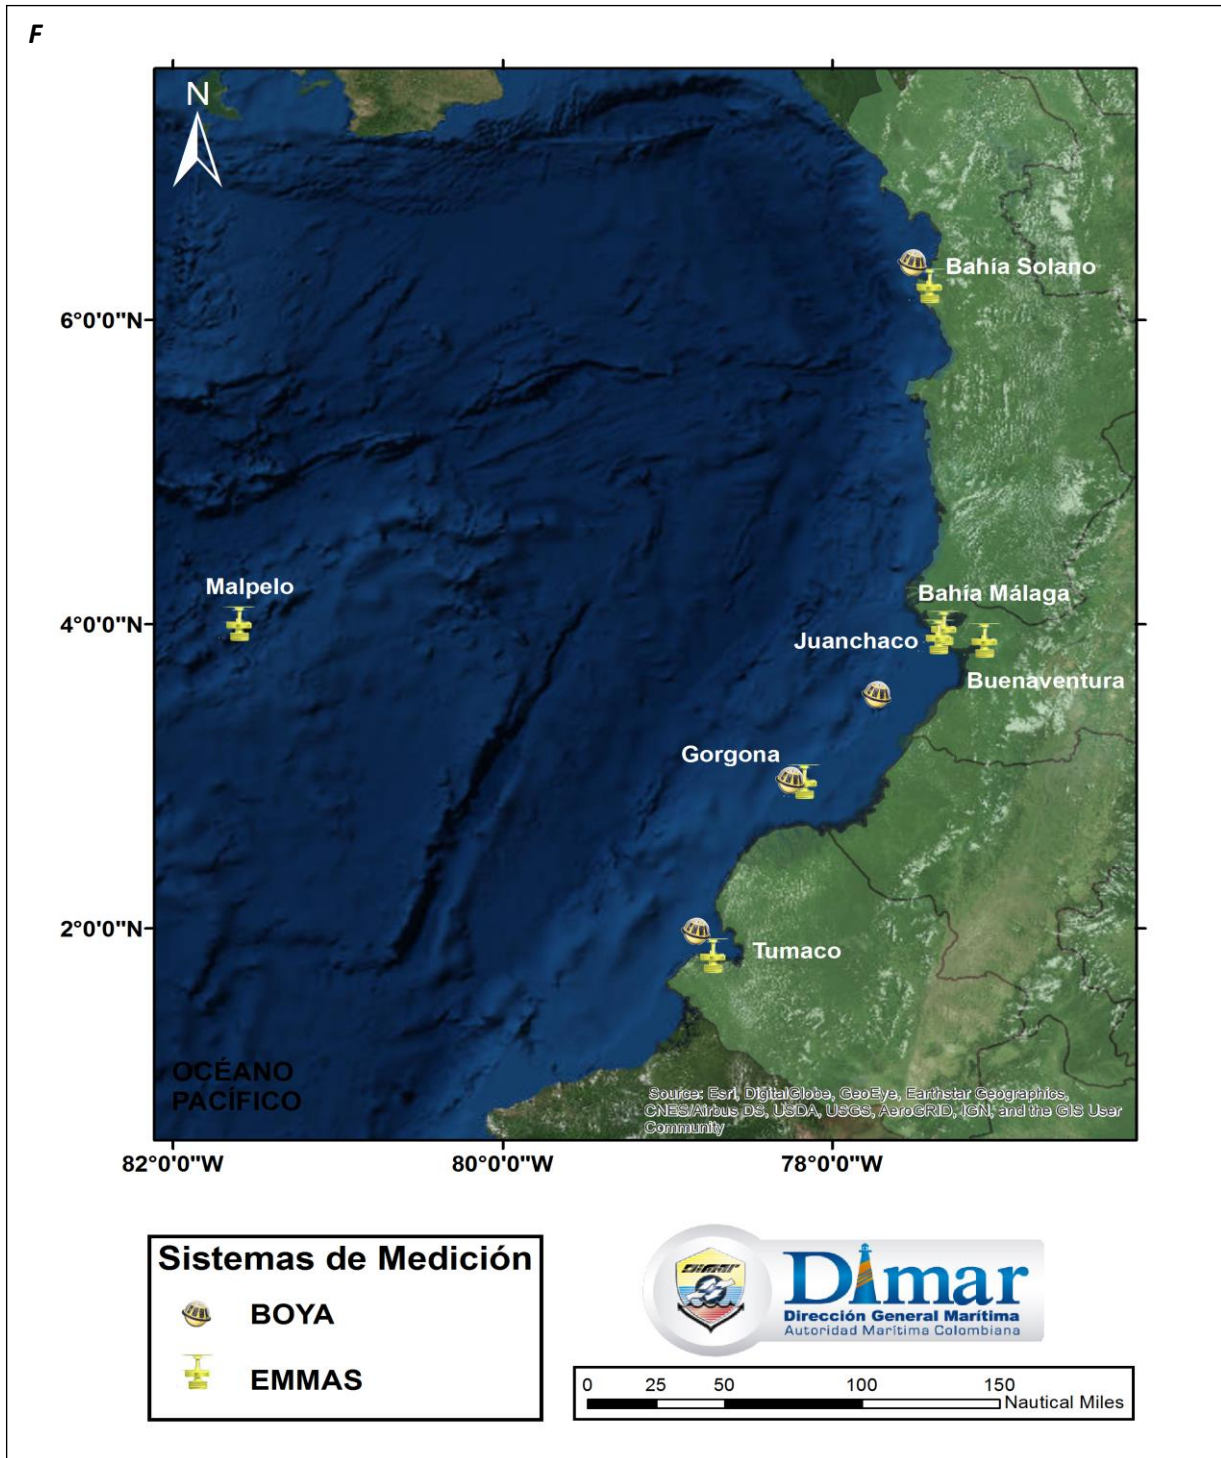 F
N
Bahía Solano
6°0'0"N
Malpelo
Bahía Málaga
4°0'0"N
Juanchaco
Buenaventura
Gorgona
2°0'0"N
Tumaco
OCÉANO
PACÍFICO
Source: Esri, DigitalGlobe, GeoEye, Earthstar Geographics,
CNES/Airbus DS, USDA, USGS, AeroGRID, IGN, and the GIS User
Community
82°0'0"W
80°0'0"W
78°0'0"W
Sistemas de Medición
BOYA
EMMAS
DIMAR
Dimar
Dirección General Marítima
Autoridad Marítima Colombiana
0 25 50 100 150
Nautical Miles